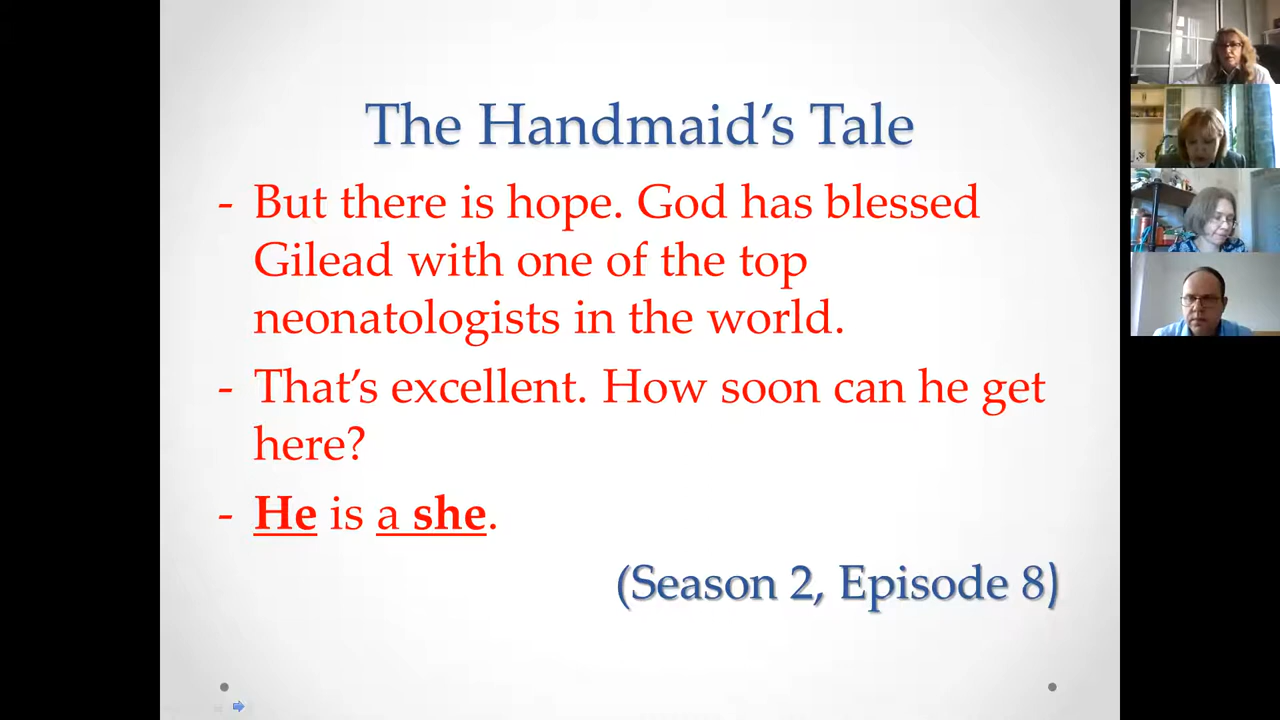 The Handmaid's Tale
- But there is hope. God has blessed
Gilead with one of the top
neonatologists in the world.
- That's excellent. How soon can he get
here?
- He is a she.
(Season 2, Episode 8)